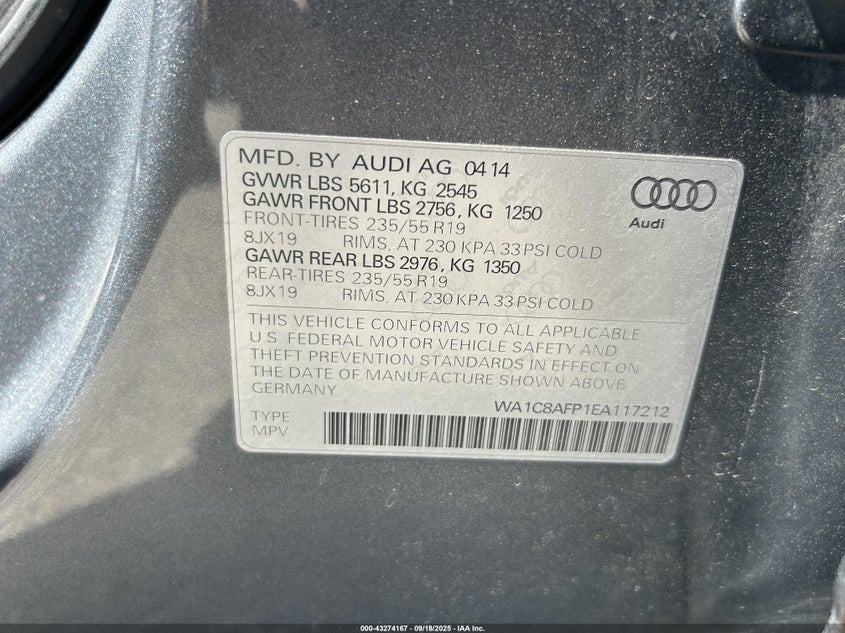 MFD. BY AUDI AG 04 14
GVWR LBS 5611, KG 2545
GAWR FRONT LBS 2756, KG 1250
FRONT-TIRES 235/55 R19
8JX19 RIMS, AT 230 KPA 33 PSI COLD
GAWR REAR LBS 2976, KG 1350
REAR-TIRES 235/55 R19
8JX19 RIMS, AT 230 KPA 33 PSI COLD
Audi
THIS VEHICLE CONFORMS TO ALL APPLICABLE
U.S. FEDERAL MOTOR VEHICLE SAFETY AND
THEFT PREVENTION STANDARDS IN EFFECT ON
THE DATE OF MANUFACTURE SHOWN ABOVE
GERMANY
WA1C8AFP1EA117212
TYPE
MPV
000-43274167 - 09/18/2025 - IAA Inc.